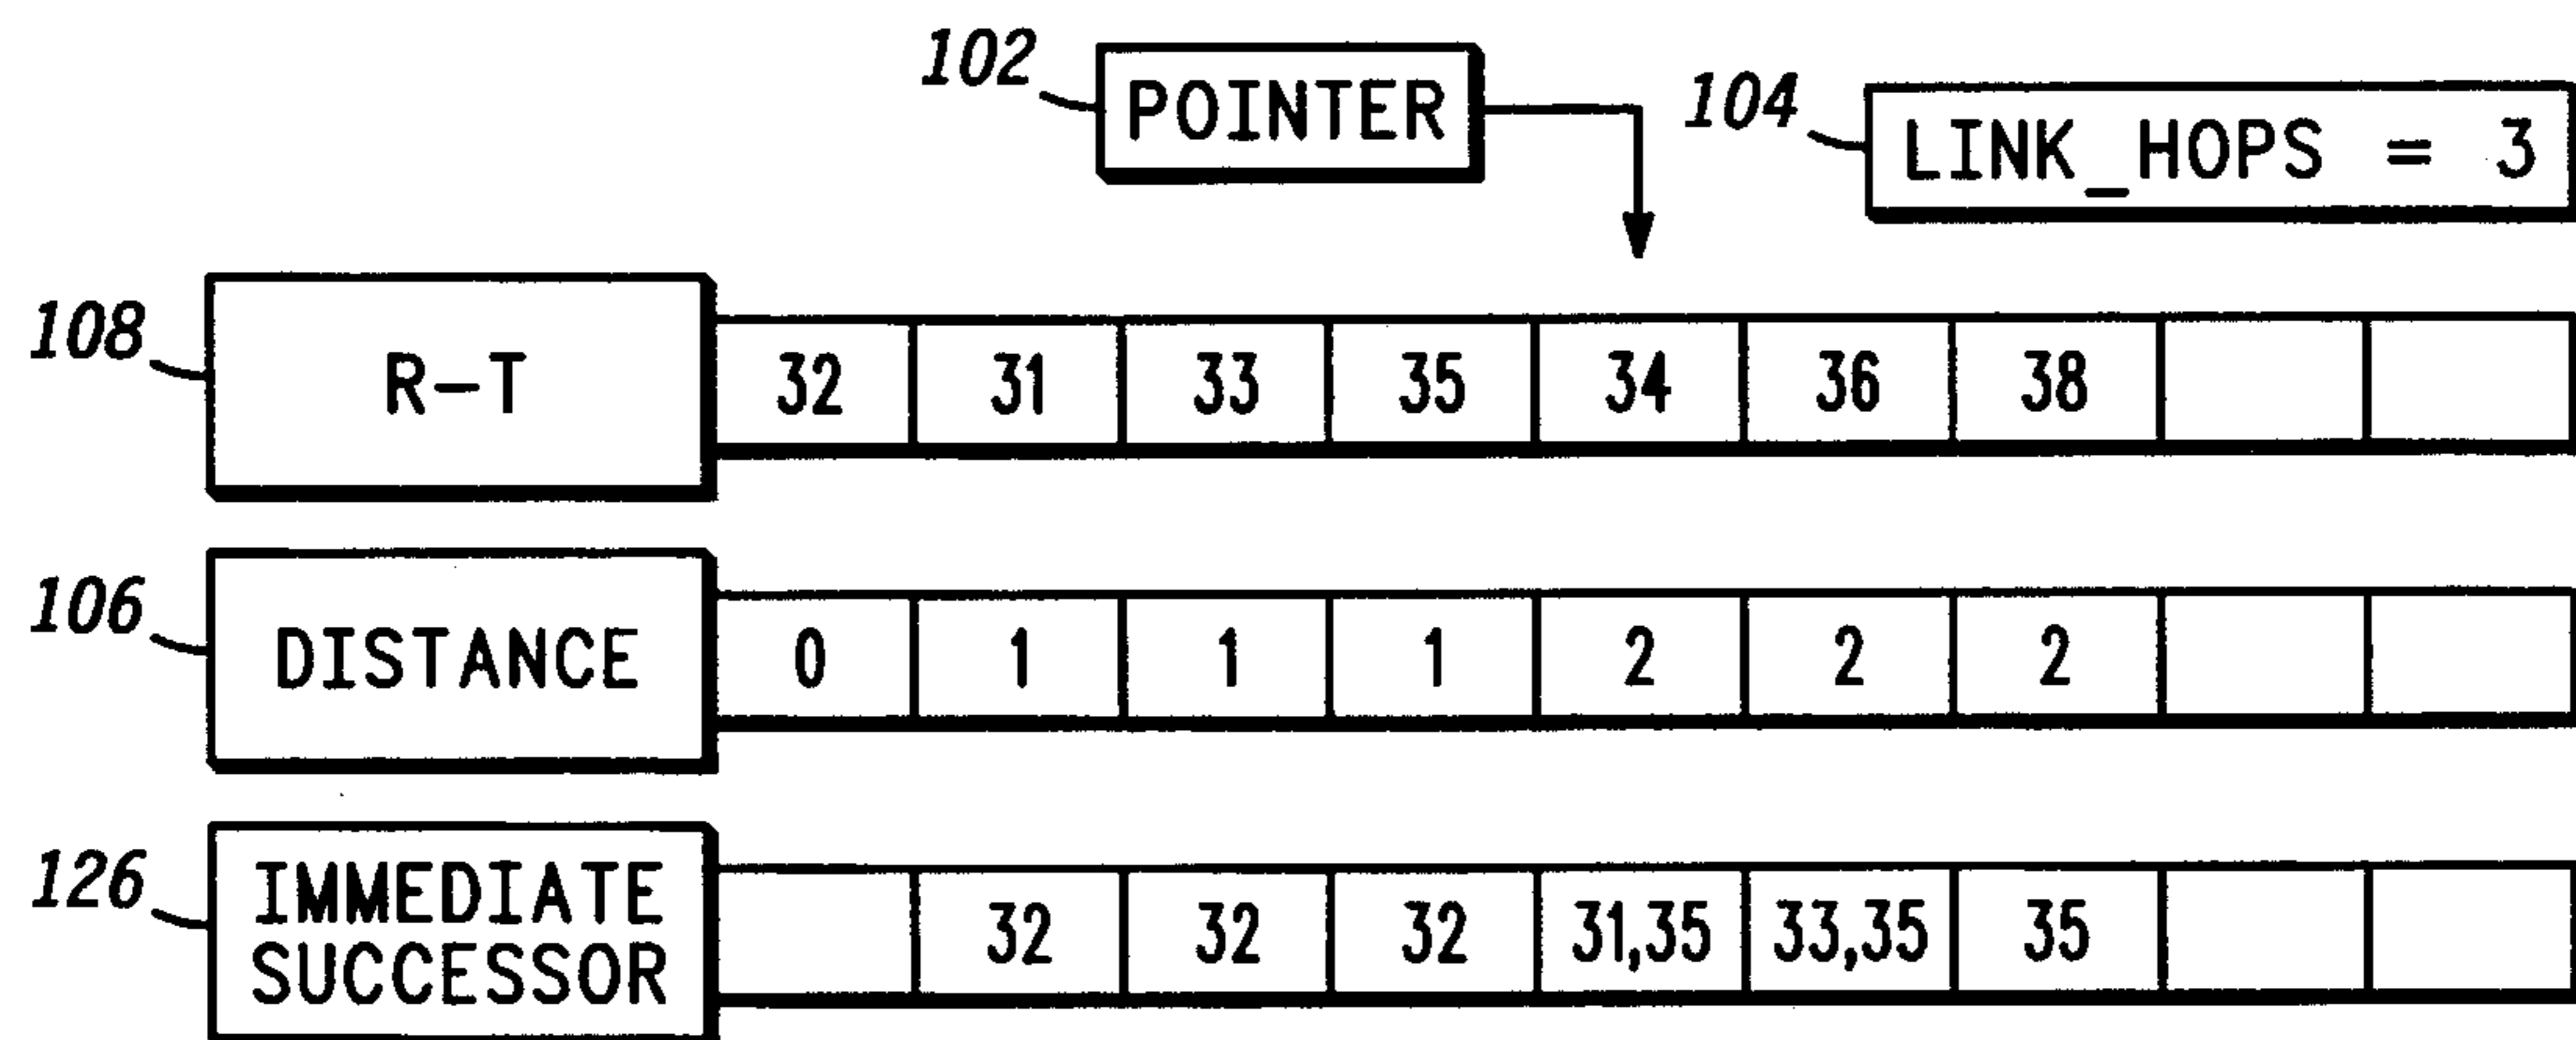 102 POINTER
104 LINK_HOPS = 3
108 R-T 32 31 33 35 34 36 38
106 DISTANCE 0 1 1 1 2 2 2
126 IMMEDIATE
SUCCESSOR 32 32 32 31,35 33,35 35